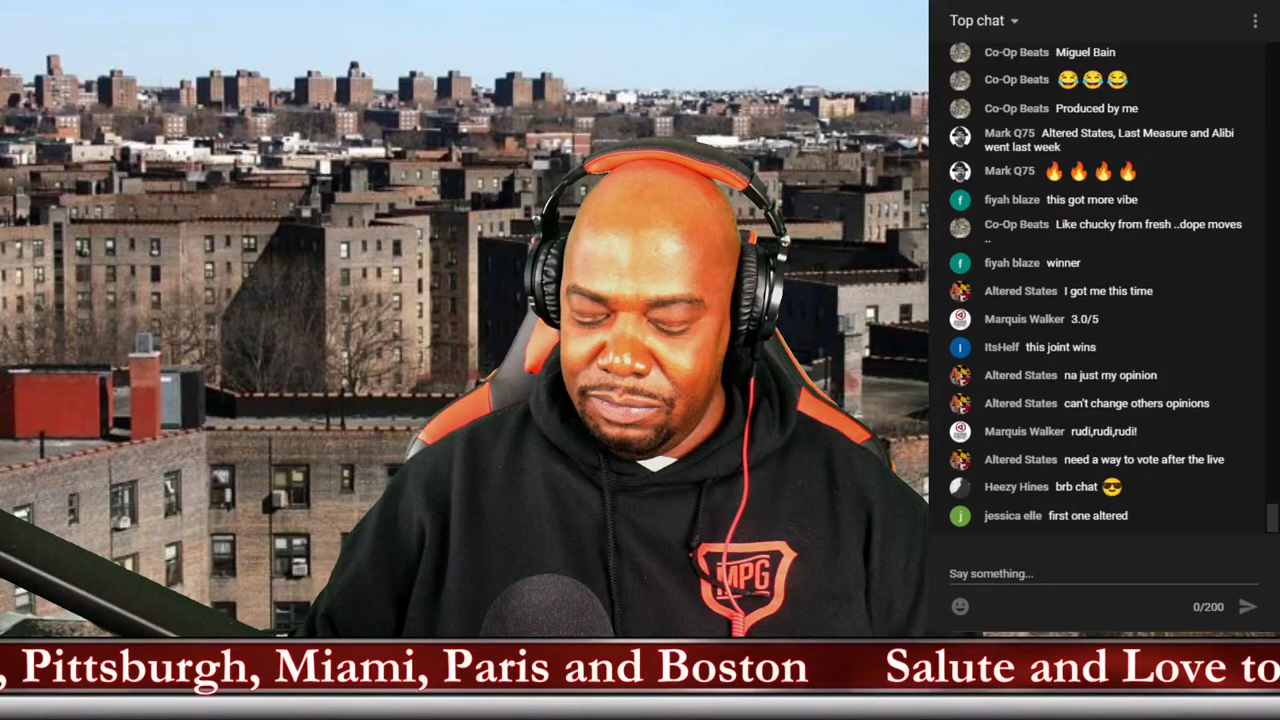 Top chat
Co-Op Beats Miguel Bain
Co-Op Beats 😂😂😂
Co-Op Beats Produced by me
Mark Q75 Altered States, Last Measure and Alibi
went last week
Mark Q75 🔥🔥🔥🔥
fiyah blaze this got more vibe
Co-Op Beats Like chucky from fresh ..dope moves
..
fiyah blaze winner
Altered States I got me this time
Marquis Walker 3.0/5
ItsHelf this joint wins
Altered States na just my opinion
Altered States can't change others opinions
Marquis Walker rudi,rudi,rudi!
Altered States need a way to vote after the live
Heezy Hines brb chat 😎
jessica elle first one altered
Say something...
0/200
MPG
, Pittsburgh, Miami, Paris and Boston Salute and Love to